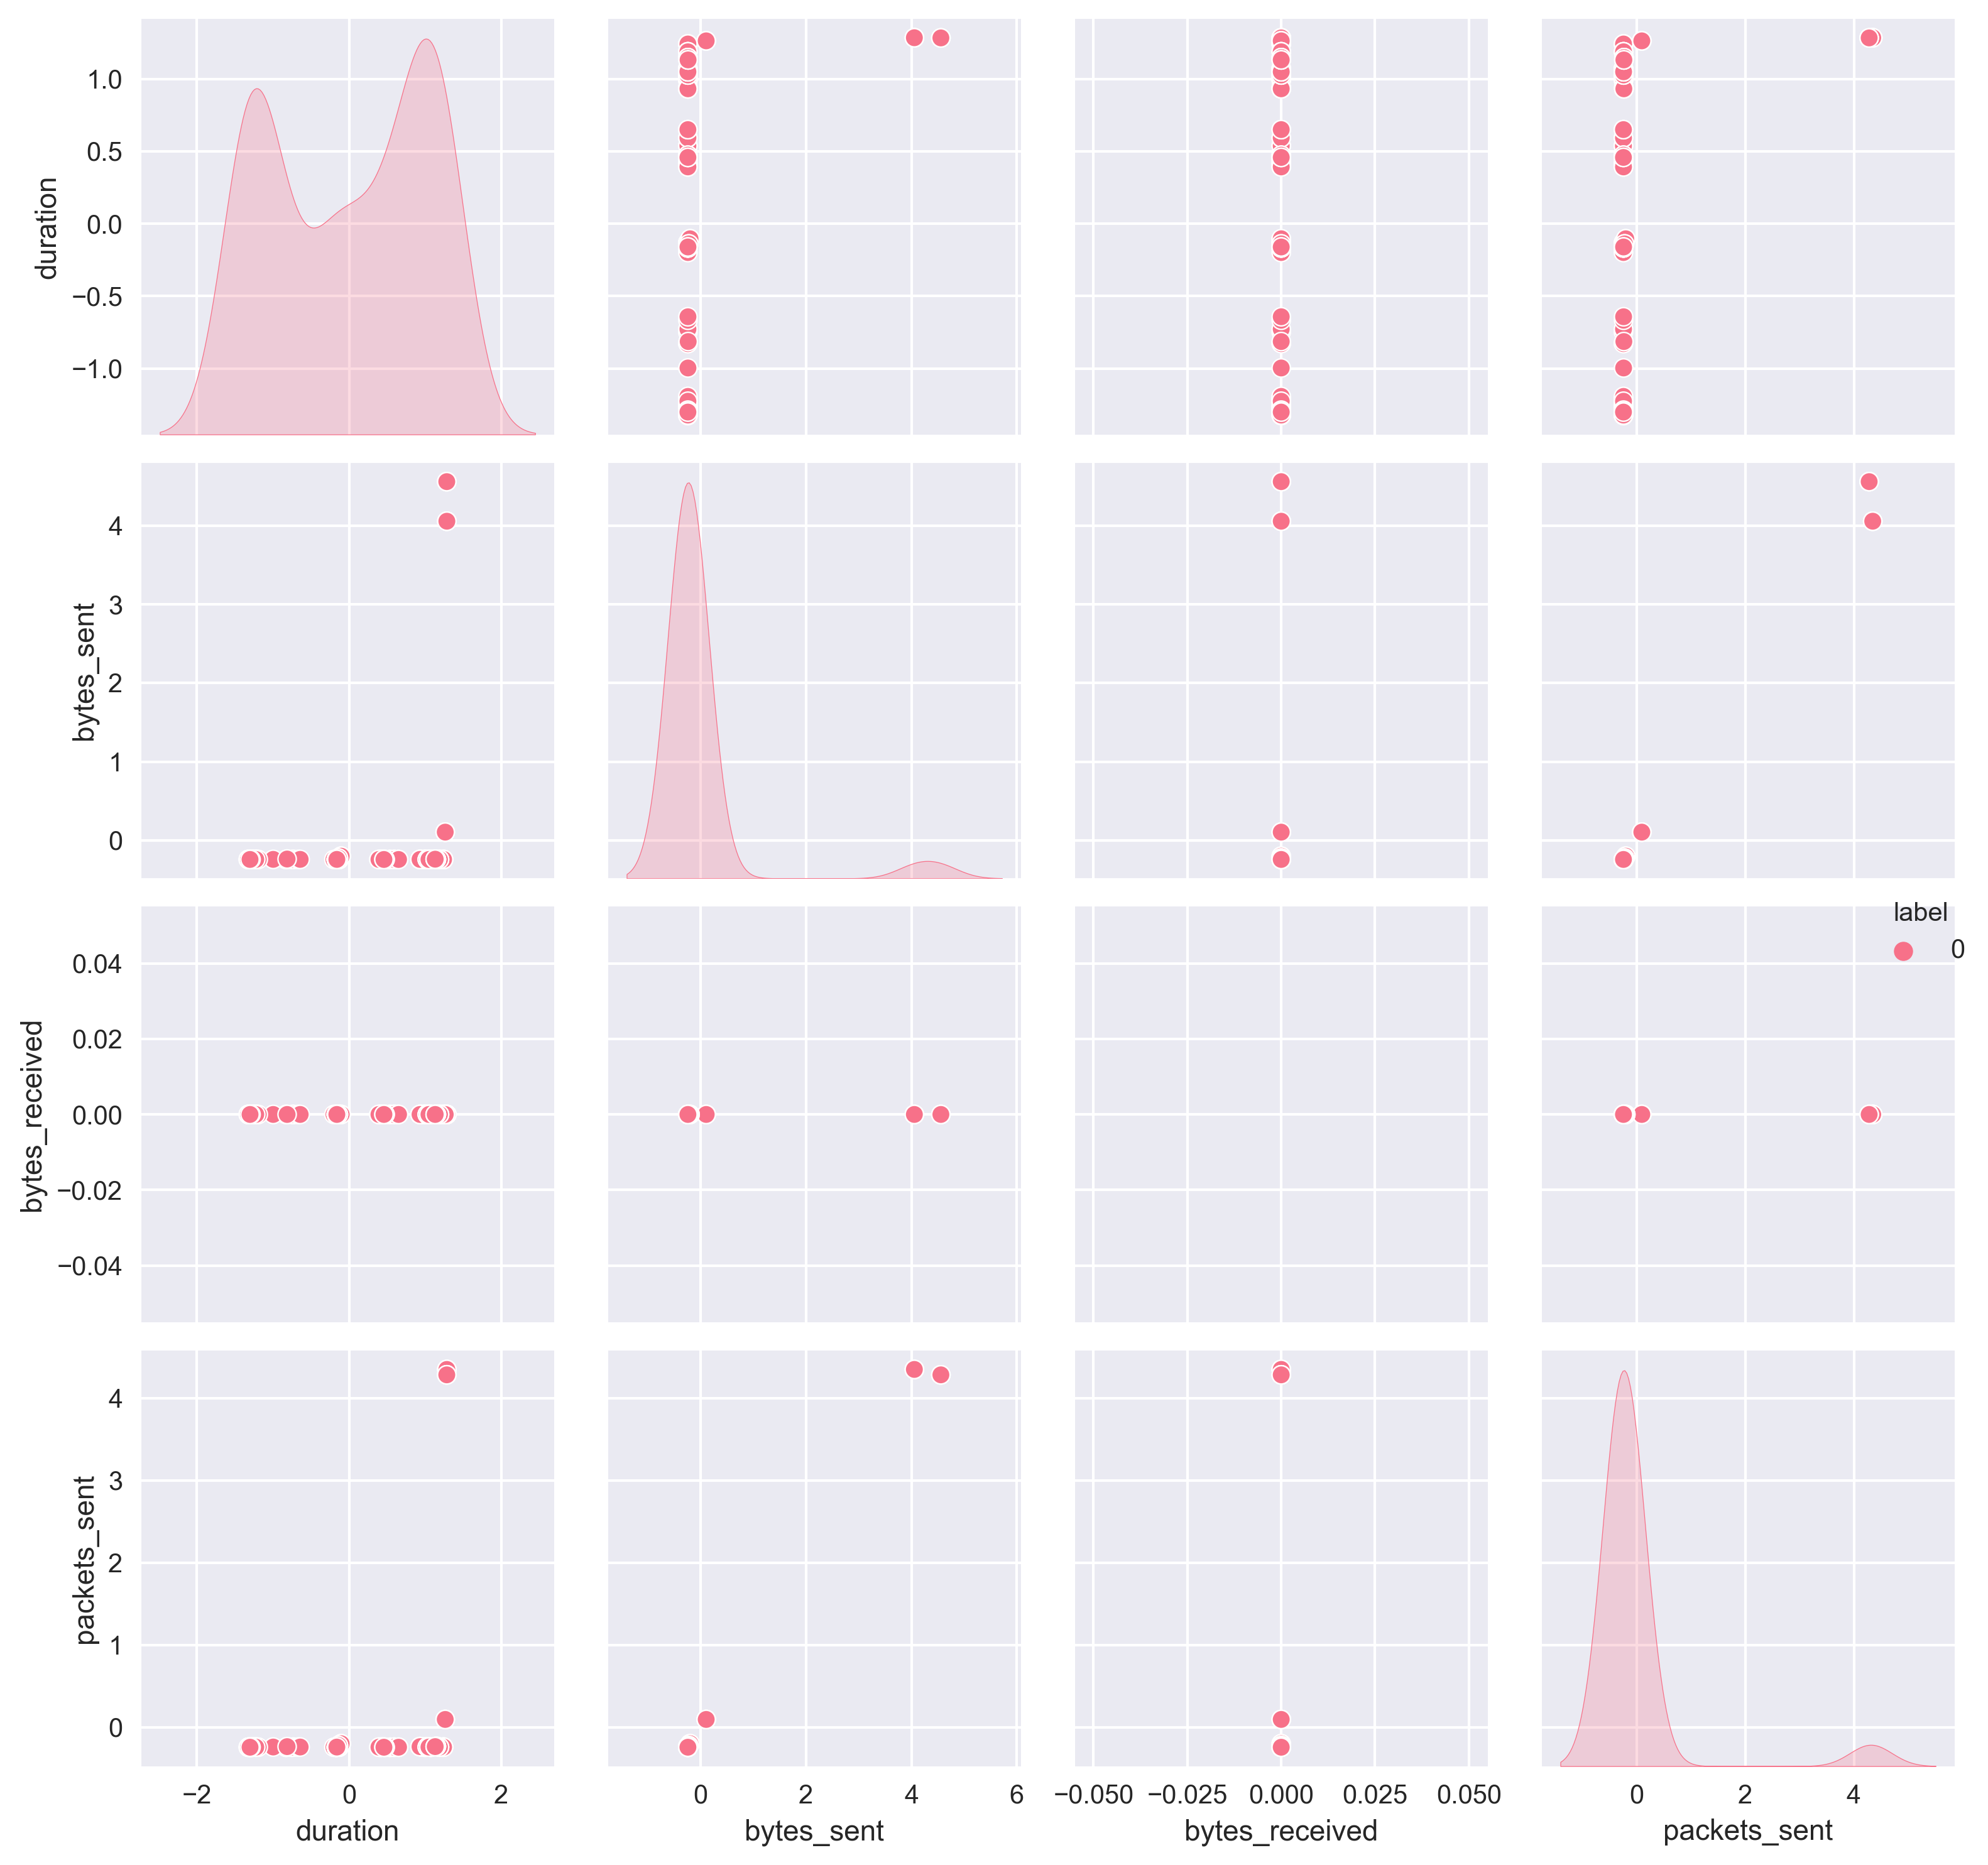 duration
1.0
0.5
0.0
−0.5
−1.0
bytes_sent
4
3
2
1
0
bytes_received
0.04
0.02
0.00
−0.02
−0.04
label
0
packets_sent
4
3
2
1
0
−2 0 2
0 2 4 6
−0.050 −0.025 0.000 0.025 0.050
0 2 4
duration bytes_sent bytes_received packets_sent